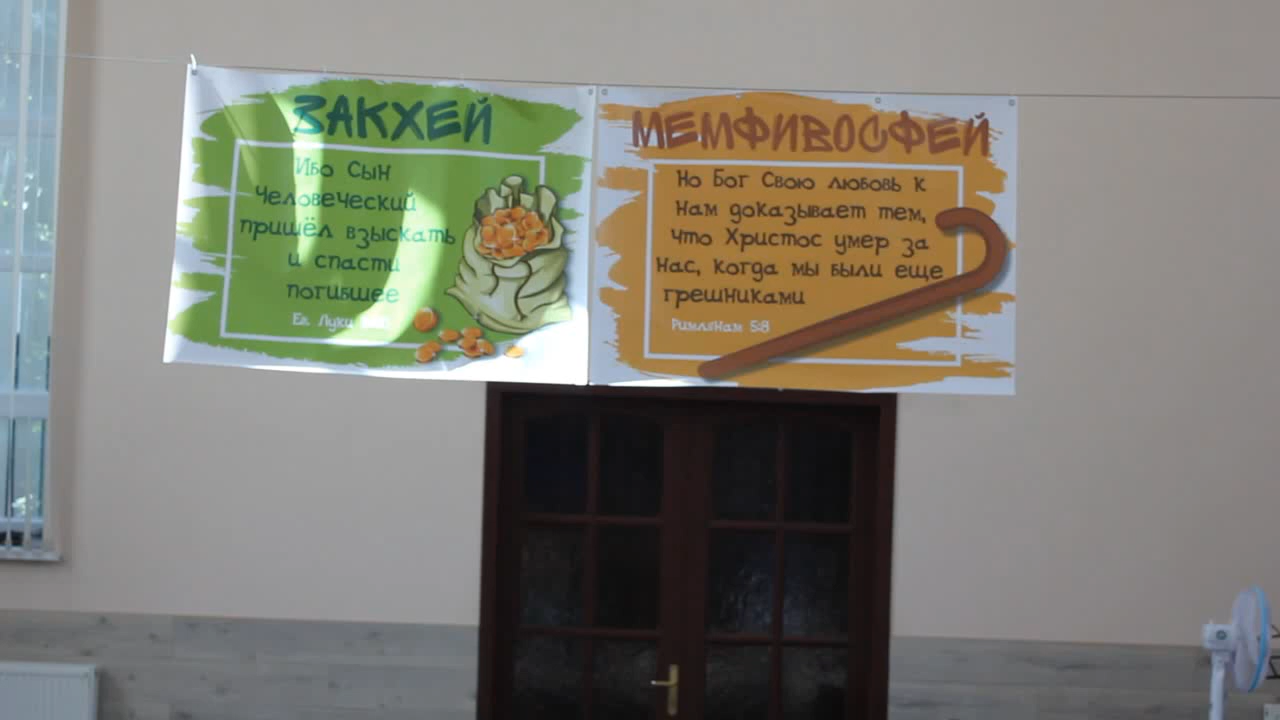 ЗАКХЕЙ
Ибо Сын
Человеческий
пришёл взыскать
и спасти
погибшее
Ев. Луки
МЕМФИВОСФЕЙ
Но Бог Свою любовь к
нам доказывает тем,
что Христос умер за
нас, когда мы были еще
грешниками
Римлянам 5:8